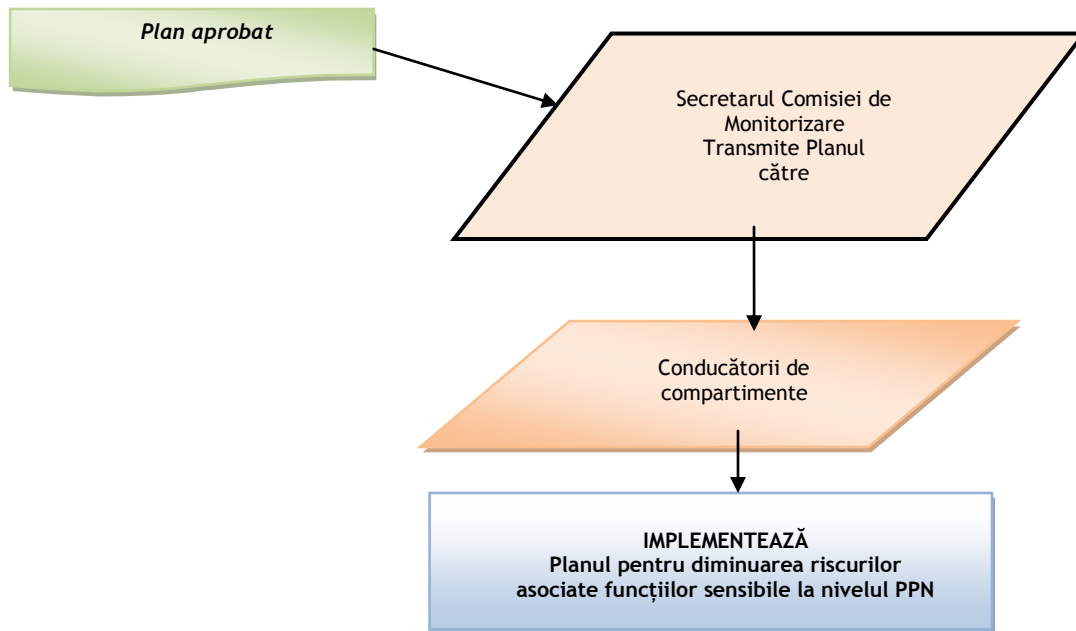 Plan aprobat
Secretarul Comisiei de
Monitorizare
Transmite Planul
către
Conducătorii de
compartimente
IMPLEMENTEAZĂ
Planul pentru diminuarea riscurilor
asociate funcțiilor sensibile la nivelul PPN